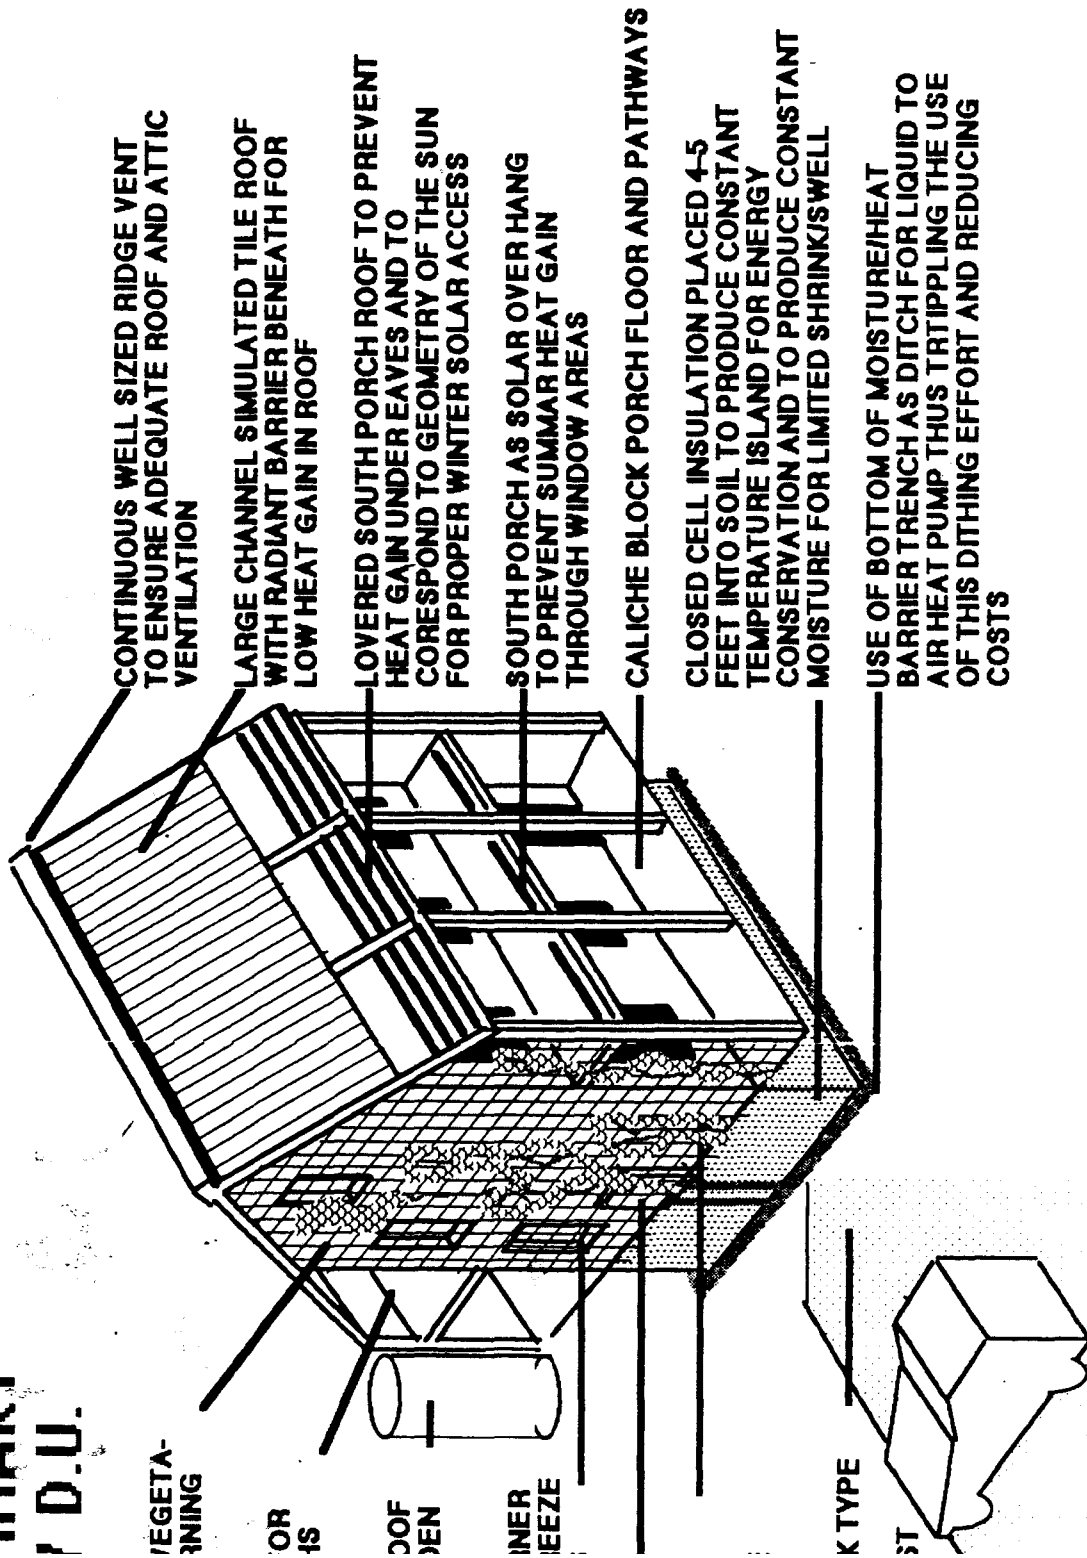 D.U.
CONTINUOUS WELL SIZED RIDGE VENT
TO ENSURE ADEQUATE ROOF AND ATTIC
VENTILATION
LARGE CHANNEL SIMULATED TILE ROOF
WITH RADIANT BARRIER BENEATH FOR
LOW HEAT GAIN IN ROOF
LOVERED SOUTH PORCH ROOF TO PREVENT
HEAT GAIN UNDER EAVES AND TO
CORESPOND TO GEOMETRY OF THE SUN
FOR PROPER WINTER SOLAR ACCESS
SOUTH PORCH AS SOLAR OVER HANG
TO PREVENT SUMMAR HEAT GAIN
THROUGH WINDOW AREAS
CALICHE BLOCK PORCH FLOOR AND PATHWAYS
CLOSED CELL INSULATION PLACED 4-5
FEET INTO SOIL TO PRODUCE CONSTANT
TEMPERATURE ISLAND FOR ENERGY
CONSERVATION AND TO PRODUCE CONSTANT
MOISTURE FOR LIMITED SHRINK/SWELL
USE OF BOTTOM OF MOISTURE/HEAT
BARRIER TRENCH AS DITCH FOR LIQUID TO
AIR HEAT PUMP THUS TRTIPPLING THE USE
OF THIS DITHING EFFORT AND REDUCING
COSTS
VEGETA-
RNING
FOR
HS
OOF
DEN
RNER
REEZE
K TYPE
ST